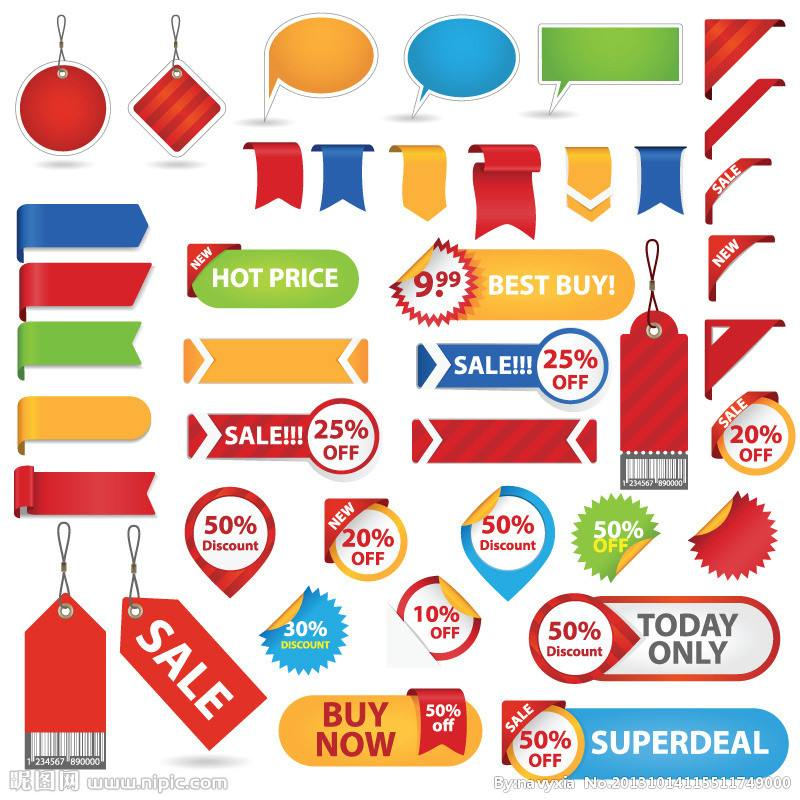 SALE
NEW
NEW
HOT PRICE
9.99
BEST BUY!
SALE!!!
25%
OFF
SALE!!!
25%
OFF
SALE
20%
OFF
1 234567 890000
50%
Discount
NEW
20%
OFF
50%
Discount
50%
OFF
30%
DISCOUNT
10%
OFF
50%
Discount
TODAY
ONLY
SALE
1 234567 890000
BUY
NOW
50%
off
SALE
50%
OFF
SUPERDEAL
昵图网 www.nipic.com
By:navyxia No:20131014115511749000